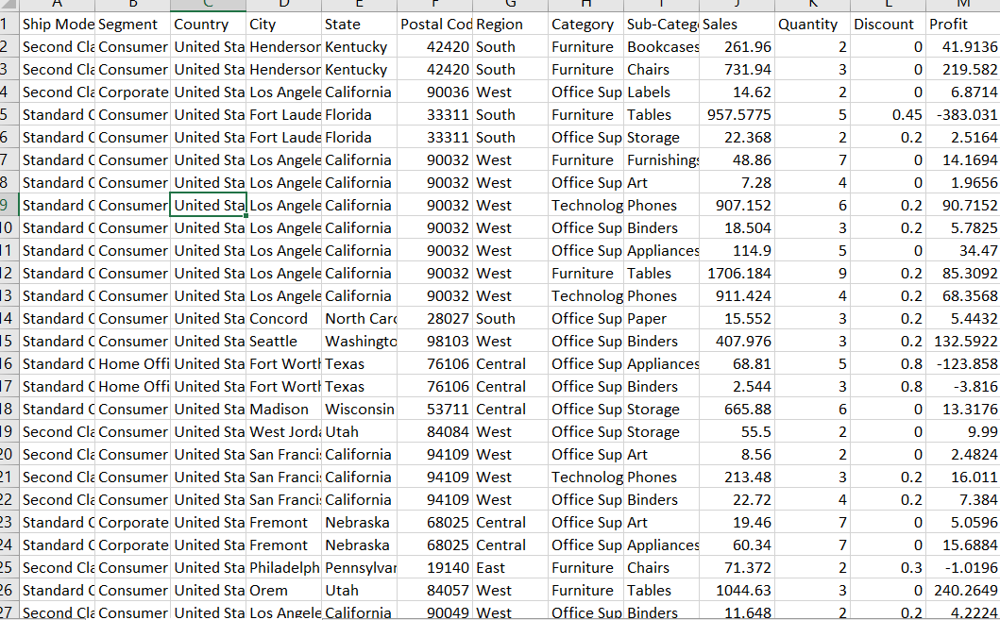 A B C D E F G H I J K L M
1 Ship Mode Segment Country City State Postal Cod Region Category Sub-Categ Sales Quantity Discount Profit
2 Second Cla Consumer United Sta Henderson Kentucky 42420 South Furniture Bookcases 261.96 2 0 41.9136
3 Second Cla Consumer United Sta Henderson Kentucky 42420 South Furniture Chairs 731.94 3 0 219.582
4 Second Cla Corporate United Sta Los Angele California 90036 West Office Sup Labels 14.62 2 0 6.8714
5 Standard C Consumer United Sta Fort Laude Florida 33311 South Furniture Tables 957.5775 5 0.45 -383.031
6 Standard C Consumer United Sta Fort Laude Florida 33311 South Office Sup Storage 22.368 2 0.2 2.5164
7 Standard C Consumer United Sta Los Angele California 90032 West Furniture Furnishings 48.86 7 0 14.1694
8 Standard C Consumer United Sta Los Angele California 90032 West Office Sup Art 7.28 4 0 1.9656
9 Standard C Consumer United Sta Los Angele California 90032 West Technolog Phones 907.152 6 0.2 90.7152
10 Standard C Consumer United Sta Los Angele California 90032 West Office Sup Binders 18.504 3 0.2 5.7825
11 Standard C Consumer United Sta Los Angele California 90032 West Office Sup Appliances 114.9 5 0 34.47
12 Standard C Consumer United Sta Los Angele California 90032 West Furniture Tables 1706.184 9 0.2 85.3092
13 Standard C Consumer United Sta Los Angele California 90032 West Technolog Phones 911.424 4 0.2 68.3568
14 Standard C Consumer United Sta Concord North Caro 28027 South Office Sup Paper 15.552 3 0.2 5.4432
15 Standard C Consumer United Sta Seattle Washingto 98103 West Office Sup Binders 407.976 3 0.2 132.5922
16 Standard C Home Offi United Sta Fort Worth Texas 76106 Central Office Sup Appliances 68.81 5 0.8 -123.858
17 Standard C Home Offi United Sta Fort Worth Texas 76106 Central Office Sup Binders 2.544 3 0.8 -3.816
18 Standard C Consumer United Sta Madison Wisconsin 53711 Central Office Sup Storage 665.88 6 0 13.3176
19 Second Cla Consumer United Sta West Jorda Utah 84084 West Office Sup Storage 55.5 2 0 9.99
20 Second Cla Consumer United Sta San Franci California 94109 West Office Sup Art 8.56 2 0 2.4824
21 Second Cla Consumer United Sta San Franci California 94109 West Technolog Phones 213.48 3 0.2 16.011
22 Second Cla Consumer United Sta San Franci California 94109 West Office Sup Binders 22.72 4 0.2 7.384
23 Standard C Corporate United Sta Fremont Nebraska 68025 Central Office Sup Art 19.46 7 0 5.0596
24 Standard C Corporate United Sta Fremont Nebraska 68025 Central Office Sup Appliances 60.34 7 0 15.6884
25 Second Cla Consumer United Sta Philadelph Pennsylvan 19140 East Furniture Chairs 71.372 2 0.3 -1.0196
26 Standard C Consumer United Sta Orem Utah 84057 West Furniture Tables 1044.63 3 0 240.2649
27 Second Cla Consumer United Sta Los Angele California 90049 West Office Sup Binders 11.648 2 0.2 4.2224